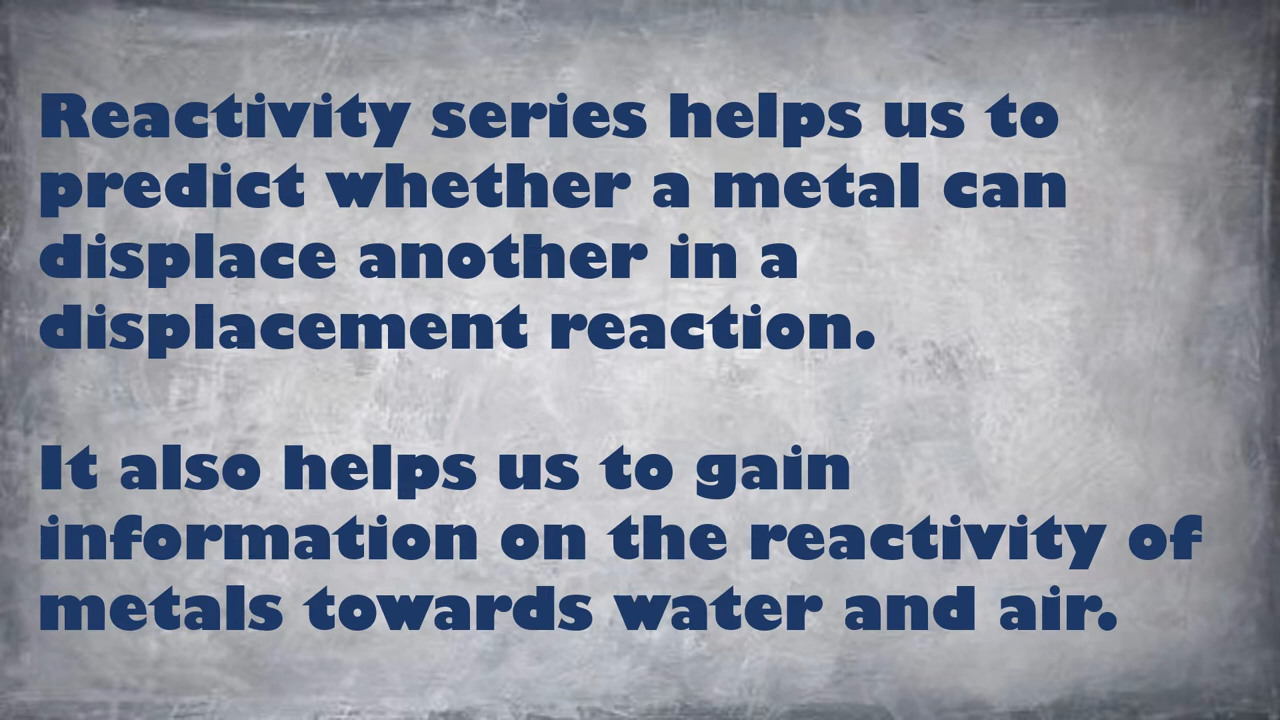 Reactivity series helps us to
predict whether a metal can
displace another in a
displacement reaction.
It also helps us to gain
information on the reactivity of
metals towards water and air.